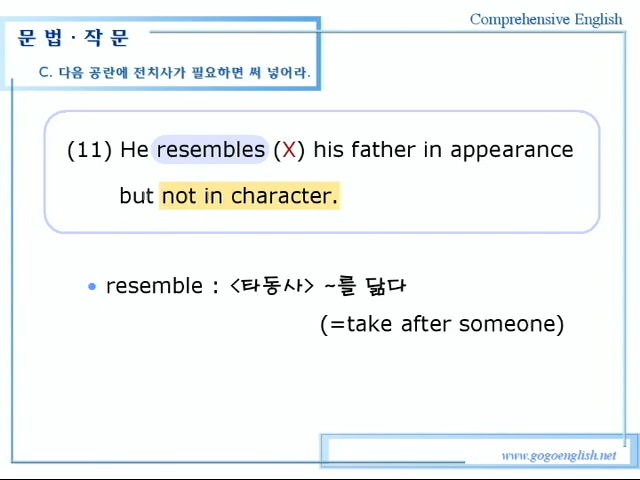 Comprehensive English
문 법 · 작 문
C. 다음 공란에 전치사가 필요하면 써 넣어라.
(11) He resembles (X) his father in appearance
but not in character.
• resemble : <타동사> ~를 닮다
(=take after someone)
www.gogoenglish.net